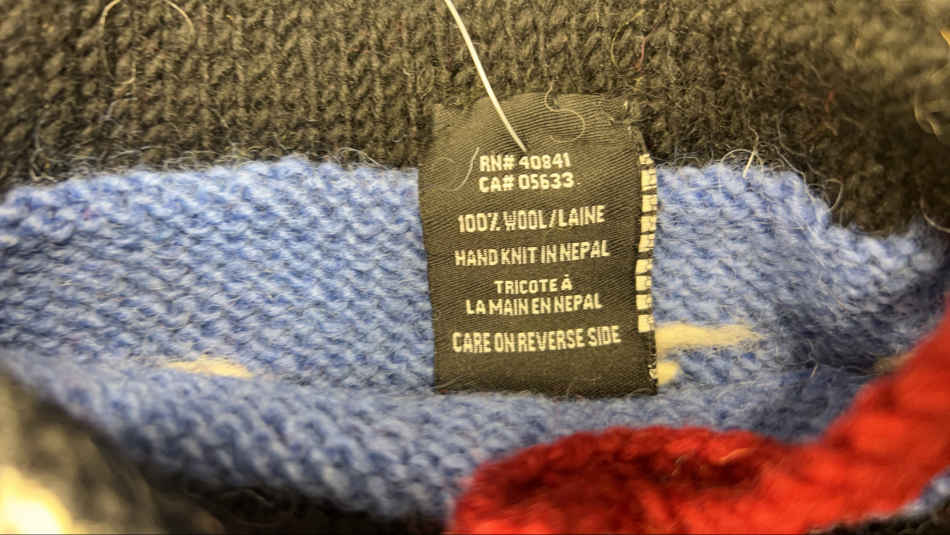 RN# 40841
CA# 05633
100% WOOL/LAINE
HAND KNIT IN NEPAL
TRICOTE À
LA MAIN EN NEPAL
CARE ON REVERSE SIDE